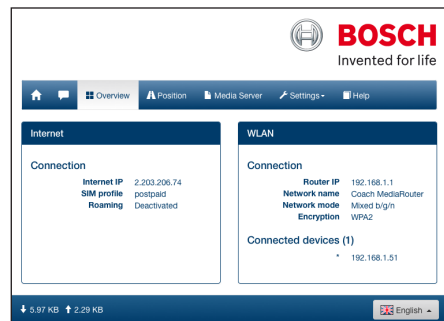 BOSCH
Invented for life
Overview Position Media Server Settings Help
Internet
Connection
Internet IP 2.203.206.74
SIM profile postpaid
Roaming Deactivated
WLAN
Connection
Router IP 192.168.1.1
Network name Coach MediaRouter
Network mode Mixed b/g/n
Encryption WPA2
Connected devices (1)
* 192.168.1.51
5.97 KB 2.29 KB
English